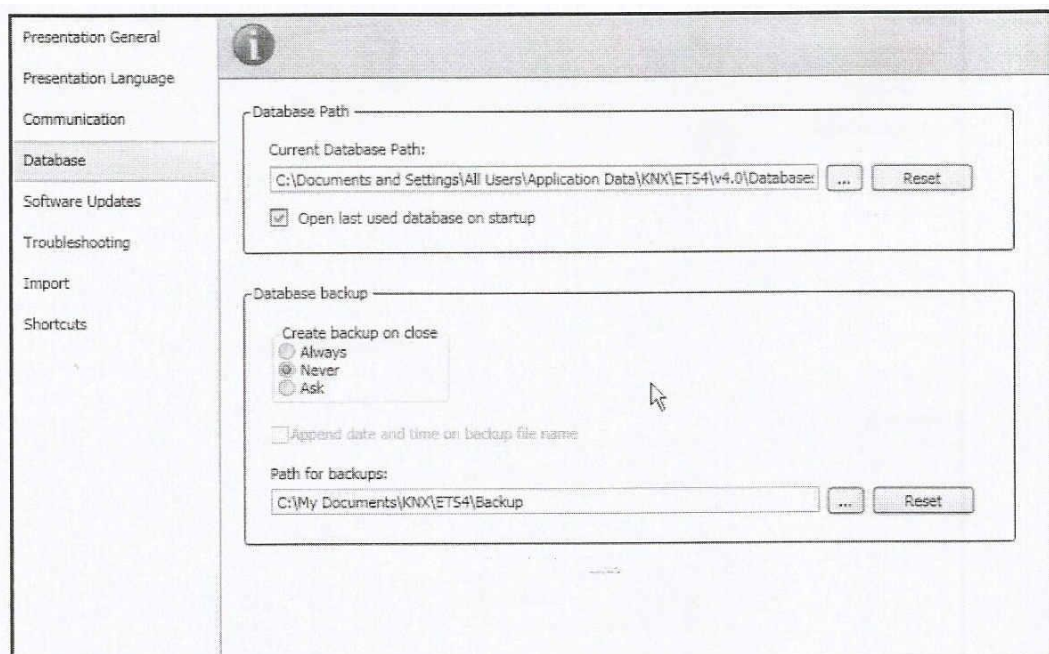 Presentation General
Presentation Language
Communication
Database
Software Updates
Troubleshooting
Import
Shortcuts
Database Path
Current Database Path:
C:\Documents and Settings\All Users\Application Data\KNX\ETS4\v4.0\Database
...
Reset
Open last used database on startup
Database backup
Create backup on close
Always
Never
Ask
Append date and time on backup file name
Path for backups:
C:\My Documents\KNX\ETS4\Backup
...
Reset